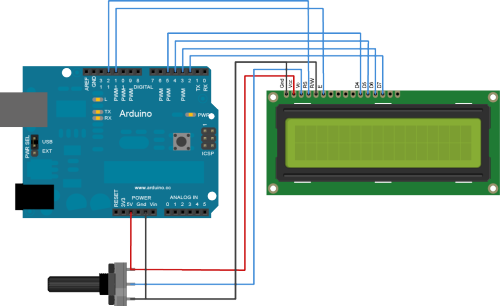 Gnd
Vcc
Vo
RS
R/W
E
D4
D5
D6
D7
AREF
GND
13
12
11
10
9
8
7
6
5
4
3
2
1
0
PWM
PWM
PWM
PWM
PWM
PWM
TX
RX
DIGITAL
L
TX
RX
Arduino
PWR
PWR SEL
USB
EXT
ICSP
1
www.arduino.cc
POWER
ANALOG IN
RESET
3V3
5V
Gnd
Vin
0 1 2 3 4 5